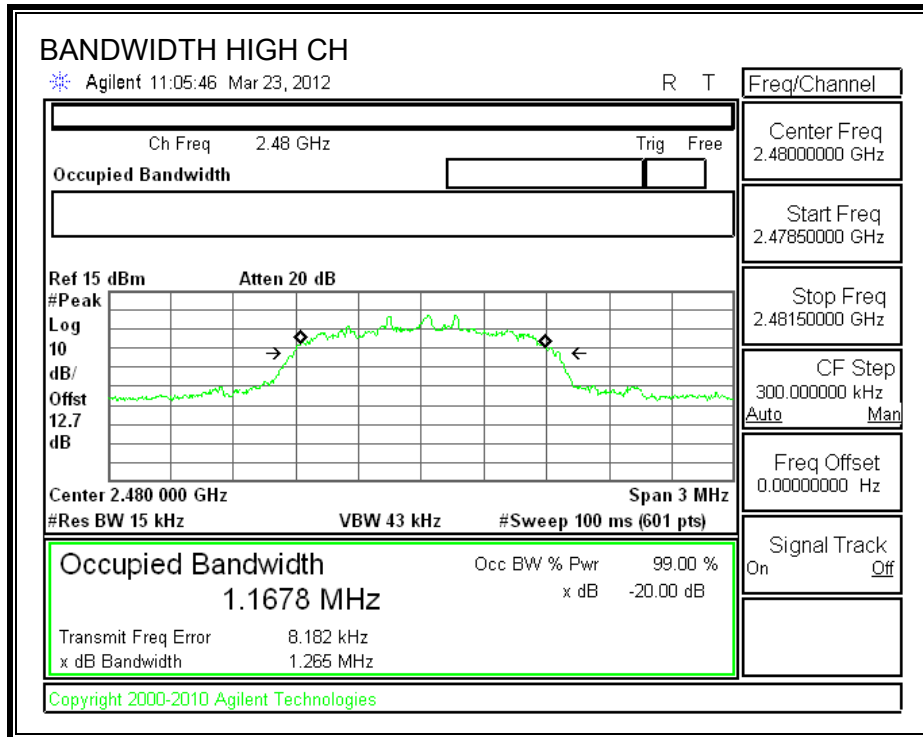 BANDWIDTH HIGH CH
Agilent 11:05:46 Mar 23, 2012 R T
Freq/Channel
Ch Freq 2.48 GHz Trig Free
Occupied Bandwidth
Center Freq
2.48000000 GHz
Start Freq
2.47850000 GHz
Stop Freq
2.48150000 GHz
CF Step
300.000000 kHz
Auto Man
Freq Offset
0.00000000 Hz
Signal Track
On Off
Ref 15 dBm Atten 20 dB
#Peak
Log
10
dB/
Offst
12.7
dB
Center 2.480 000 GHz Span 3 MHz
#Res BW 15 kHz VBW 43 kHz #Sweep 100 ms (601 pts)
Occupied Bandwidth Occ BW % Pwr 99.00 %
1.1678 MHz x dB -20.00 dB
Transmit Freq Error 8.182 kHz
x dB Bandwidth 1.265 MHz
Copyright 2000-2010 Agilent Technologies